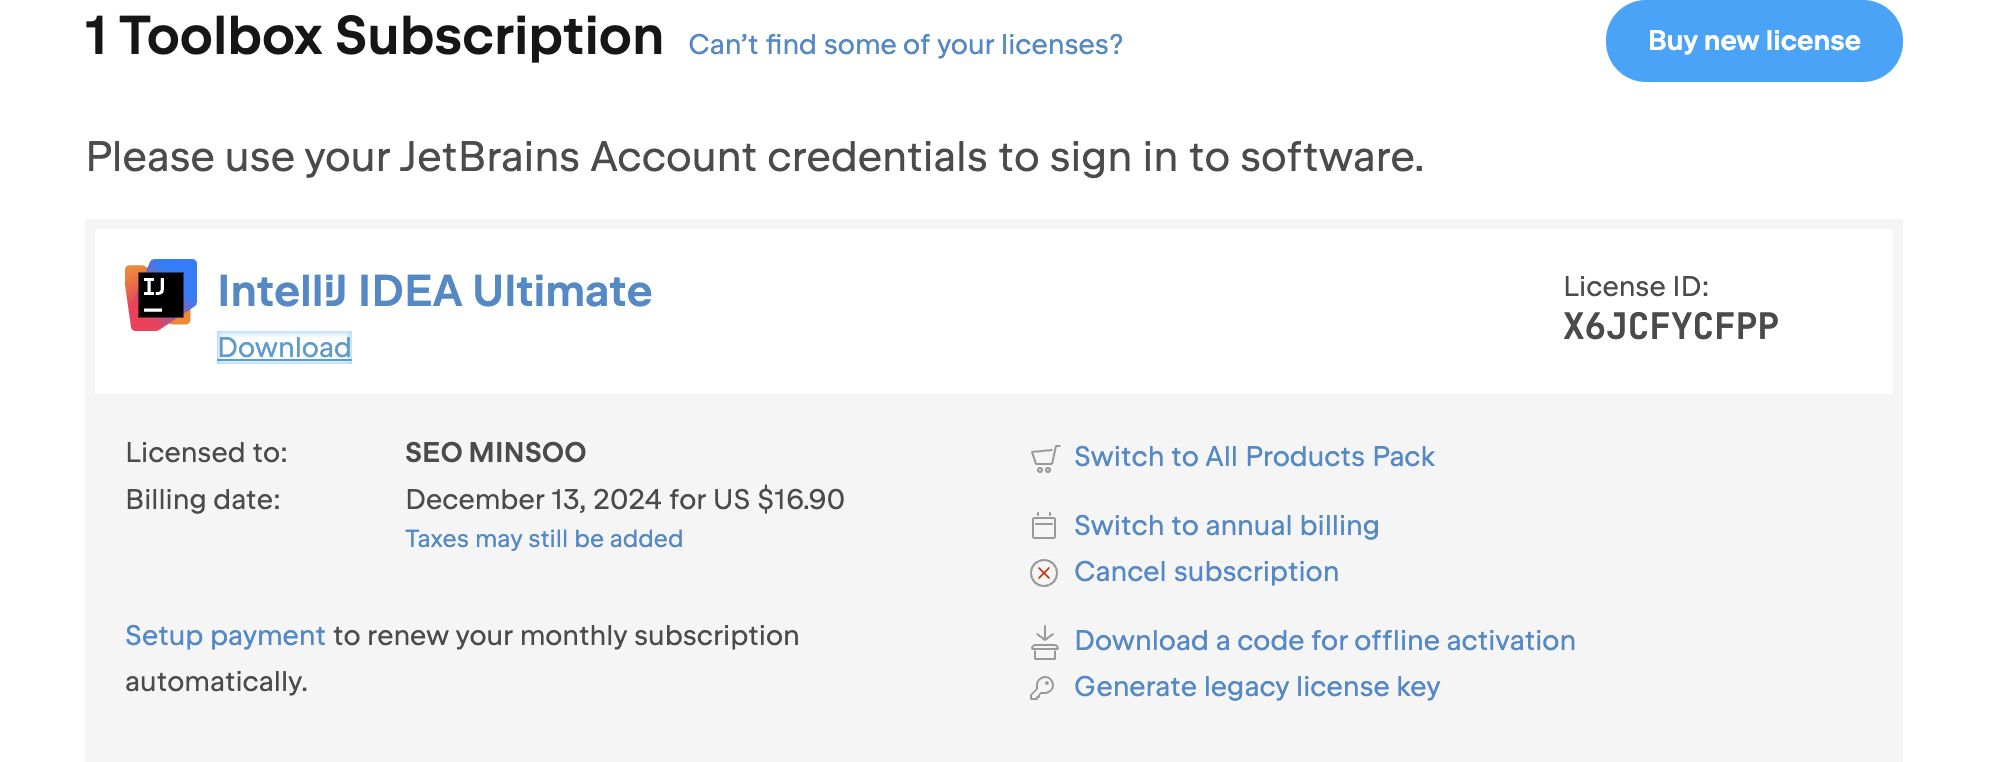 1 Toolbox Subscription Can't find some of your licenses? Buy new license
Please use your JetBrains Account credentials to sign in to software.
IJ
IntelliJ IDEA Ultimate
Download
License ID:
X6JCFYCFPP
Licensed to: SEO MINSOO
Billing date: December 13, 2024 for US $16.90
Taxes may still be added
Setup payment to renew your monthly subscription
automatically.
Switch to All Products Pack
Switch to annual billing
Cancel subscription
Download a code for offline activation
Generate legacy license key